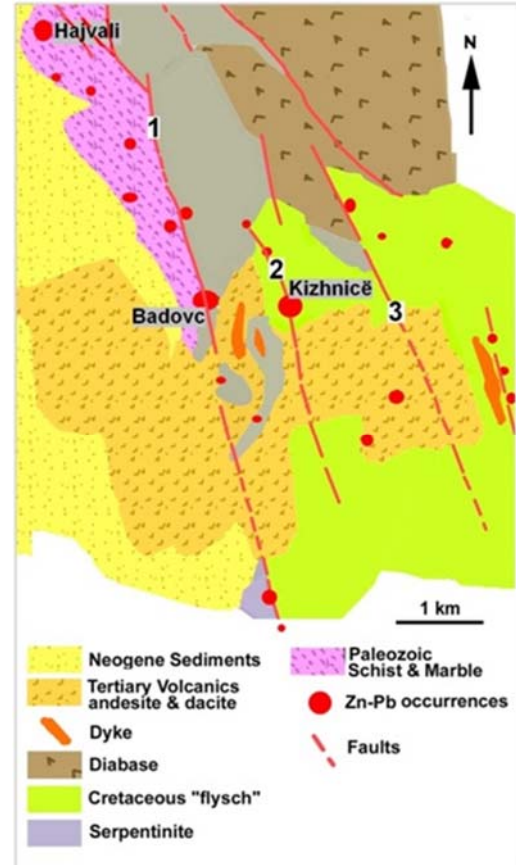 Hajvali
N
1
2
Kizhnicë
Badovc
3
1 km
Neogene Sediments
Tertiary Volcanics
andesite & dacite
Dyke
Diabase
Cretaceous "flysch"
Serpentinite
Paleozoic
Schist & Marble
Zn-Pb occurrences
Faults